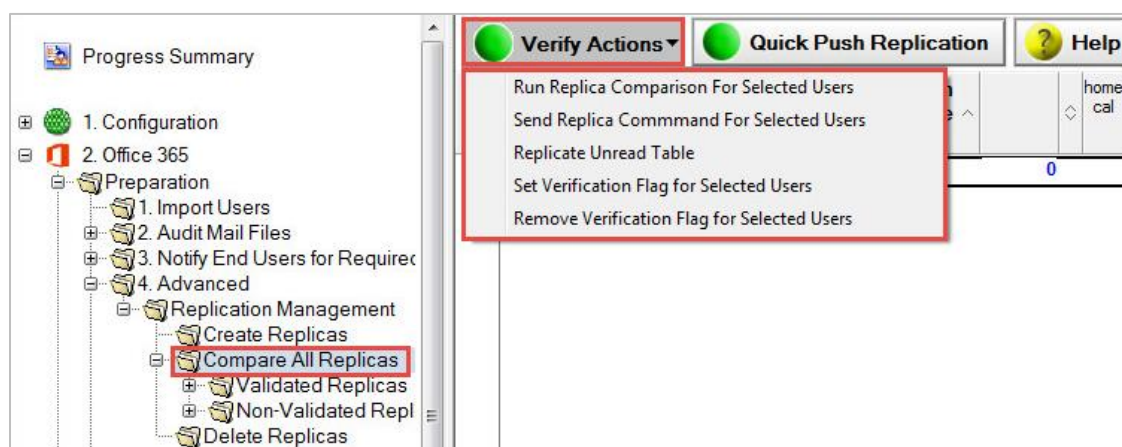 Progress Summary
1. Configuration
2. Office 365
Preparation
1. Import Users
2. Audit Mail Files
3. Notify End Users for Required
4. Advanced
Replication Management
Create Replicas
Compare All Replicas
Validated Replicas
Non-Validated Repl
Delete Replicas
Verify Actions Quick Push Replication Help
Run Replica Comparison For Selected Users
Send Replica Commmand For Selected Users
Replicate Unread Table
Set Verification Flag for Selected Users
Remove Verification Flag for Selected Users
home
cal
0